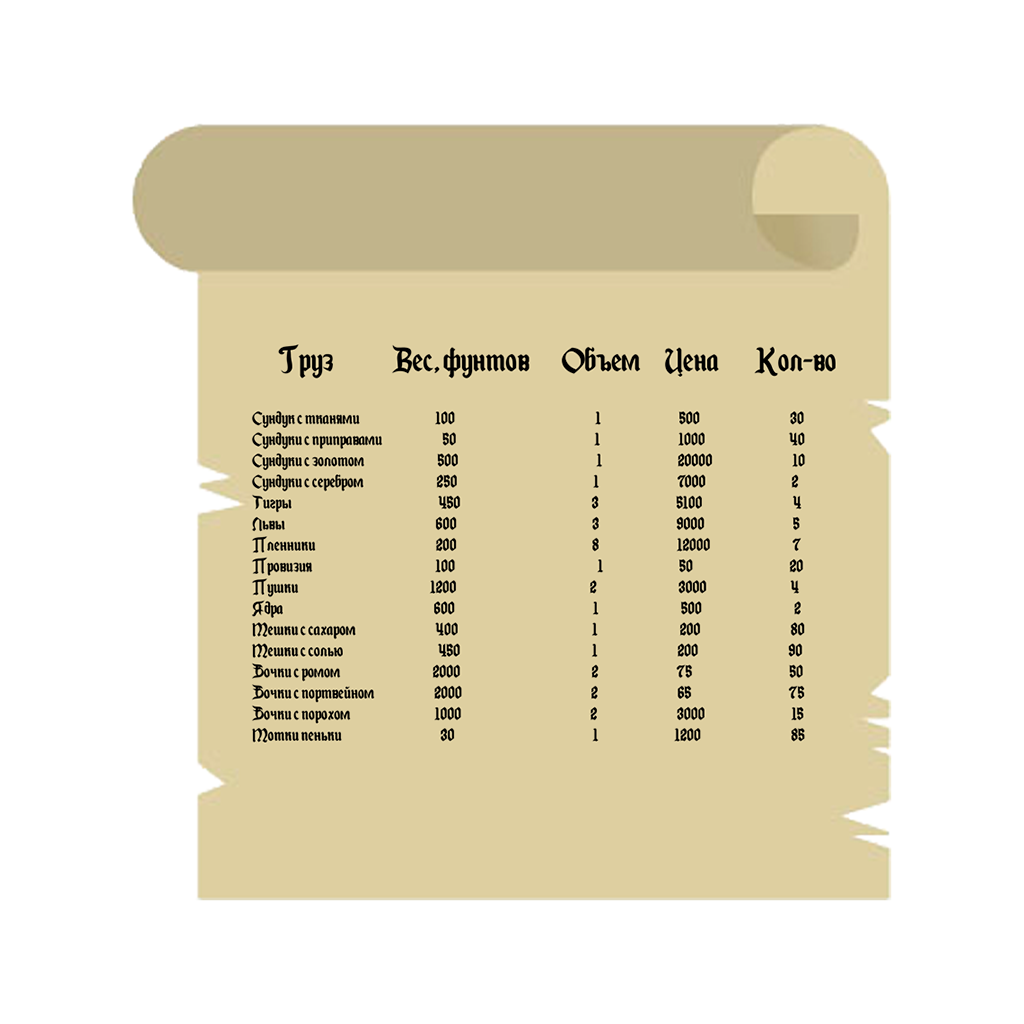 Груз Вес, фунтов Объем Цена Кол-во
Сундук с тканями 100 1 500 30
Сундуки с приправами 50 1 1000 40
Сундуки с золотом 500 1 20000 10
Сундуки с серебром 250 1 7000 2
Тигры 450 3 5100 4
Львы 600 3 9000 5
Пленники 200 8 12000 7
Провизия 100 1 50 20
Пушки 1200 2 3000 4
Ядра 600 1 500 2
Мешки с сахаром 400 1 200 80
Мешки с солью 450 1 200 90
Бочки с ромом 2000 2 75 50
Бочки с портвейном 2000 2 65 75
Бочки с порохом 1000 2 3000 15
Мотки пеньки 30 1 1200 85